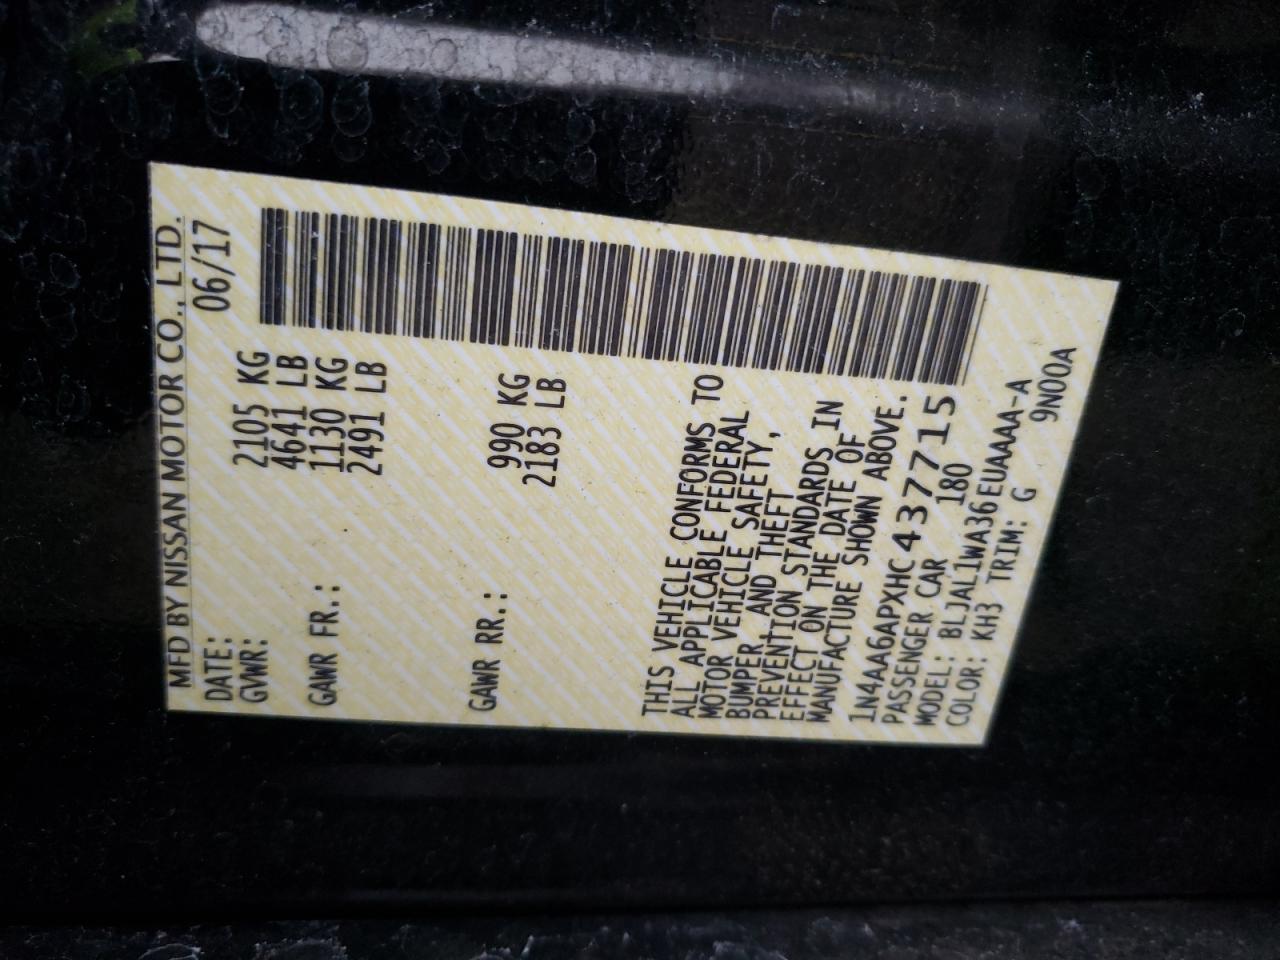 MFD BY NISSAN MOTOR CO., LTD.
DATE: 06/17
GVWR: 2105 KG
4641 LB
GAWR FR.: 1130 KG
2491 LB
GAWR RR.: 990 KG
2183 LB
THIS VEHICLE CONFORMS TO
ALL APPLICABLE FEDERAL
MOTOR VEHICLE SAFETY,
BUMPER, AND THEFT
PREVENTION STANDARDS IN
EFFECT ON THE DATE OF
MANUFACTURE SHOWN ABOVE.
1N4AA6APXHC437715
PASSENGER CAR 180
MODEL: BLJAL1WA36EUAAAA-A
COLOR: KH3 TRIM: G 9N00A